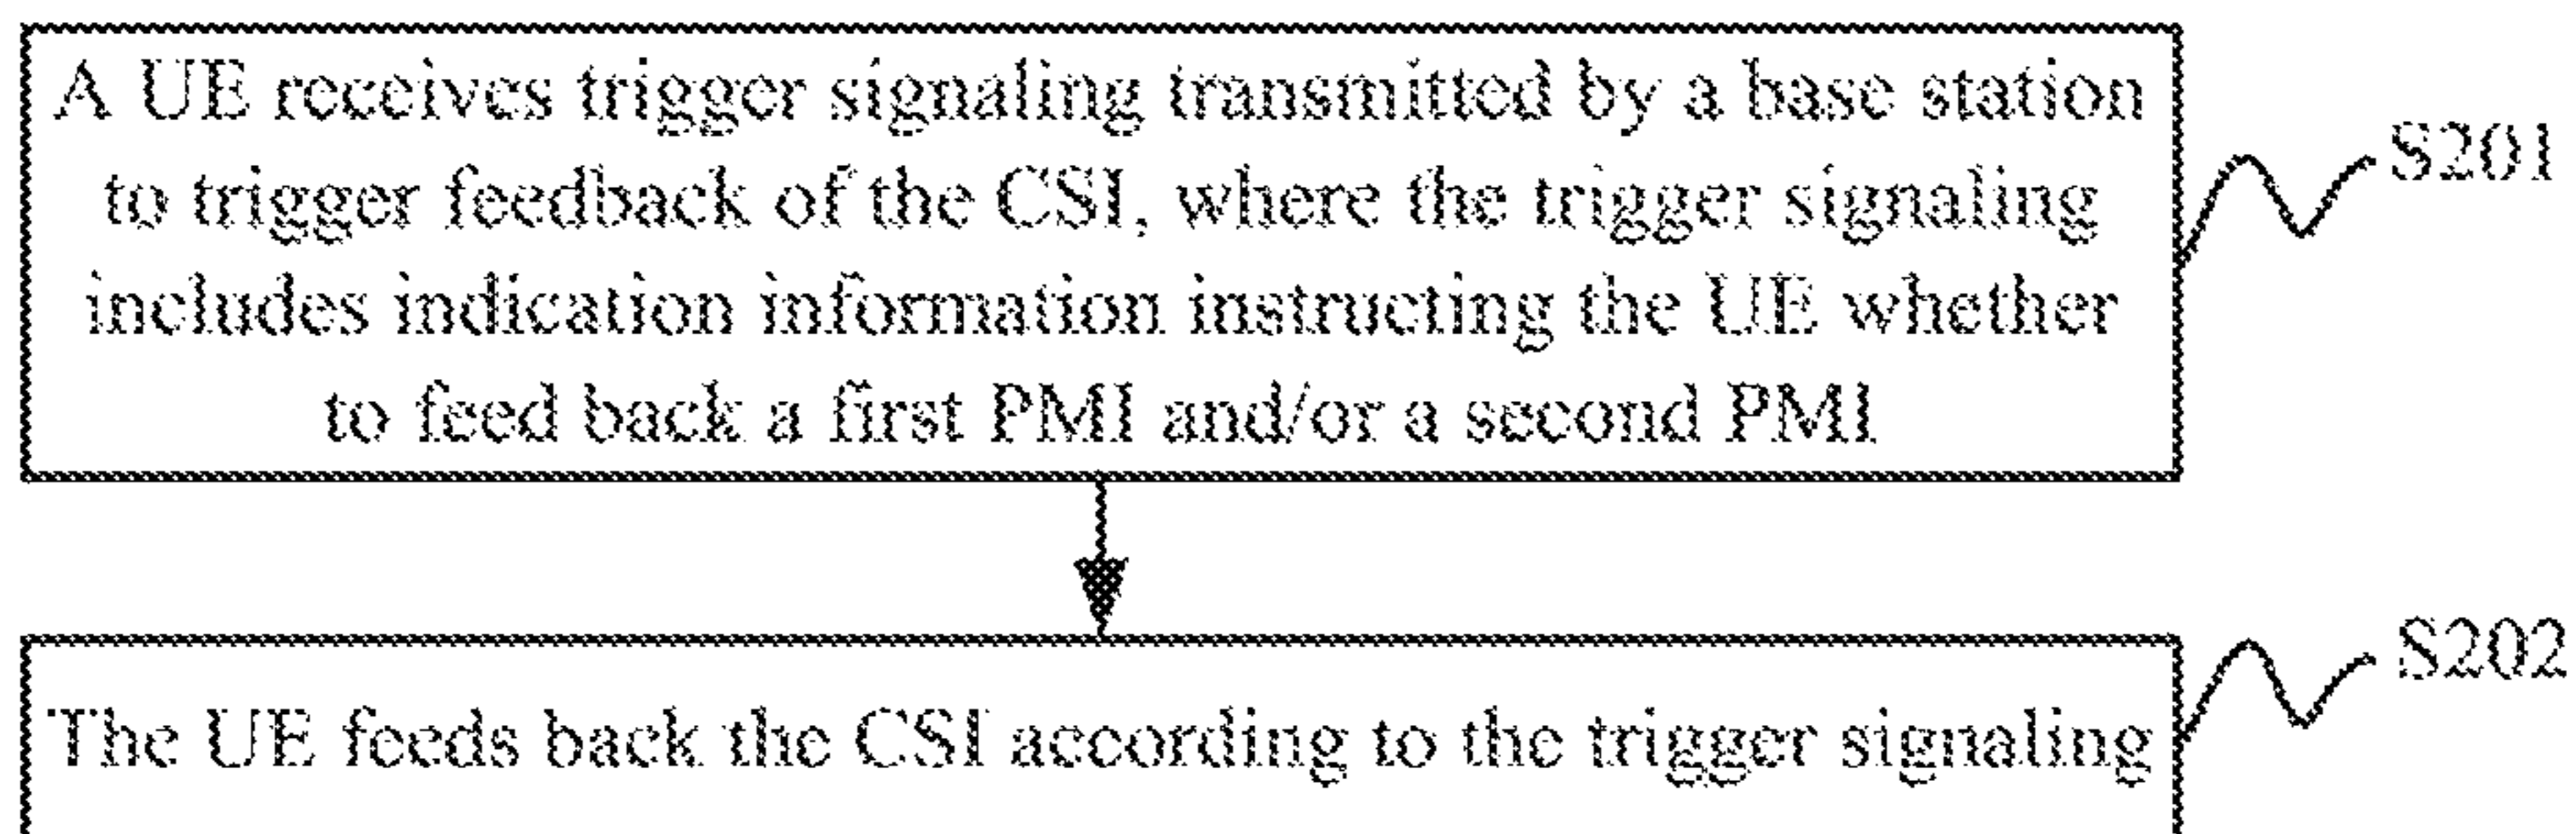 A UE receives trigger signaling transmitted by a base station
to trigger feedback of the CSI, where the trigger signaling
includes indication information instructing the UE whether
to feed back a first PMI and/or a second PMI
S201
The UE feeds back the CSI according to the trigger signaling
S202